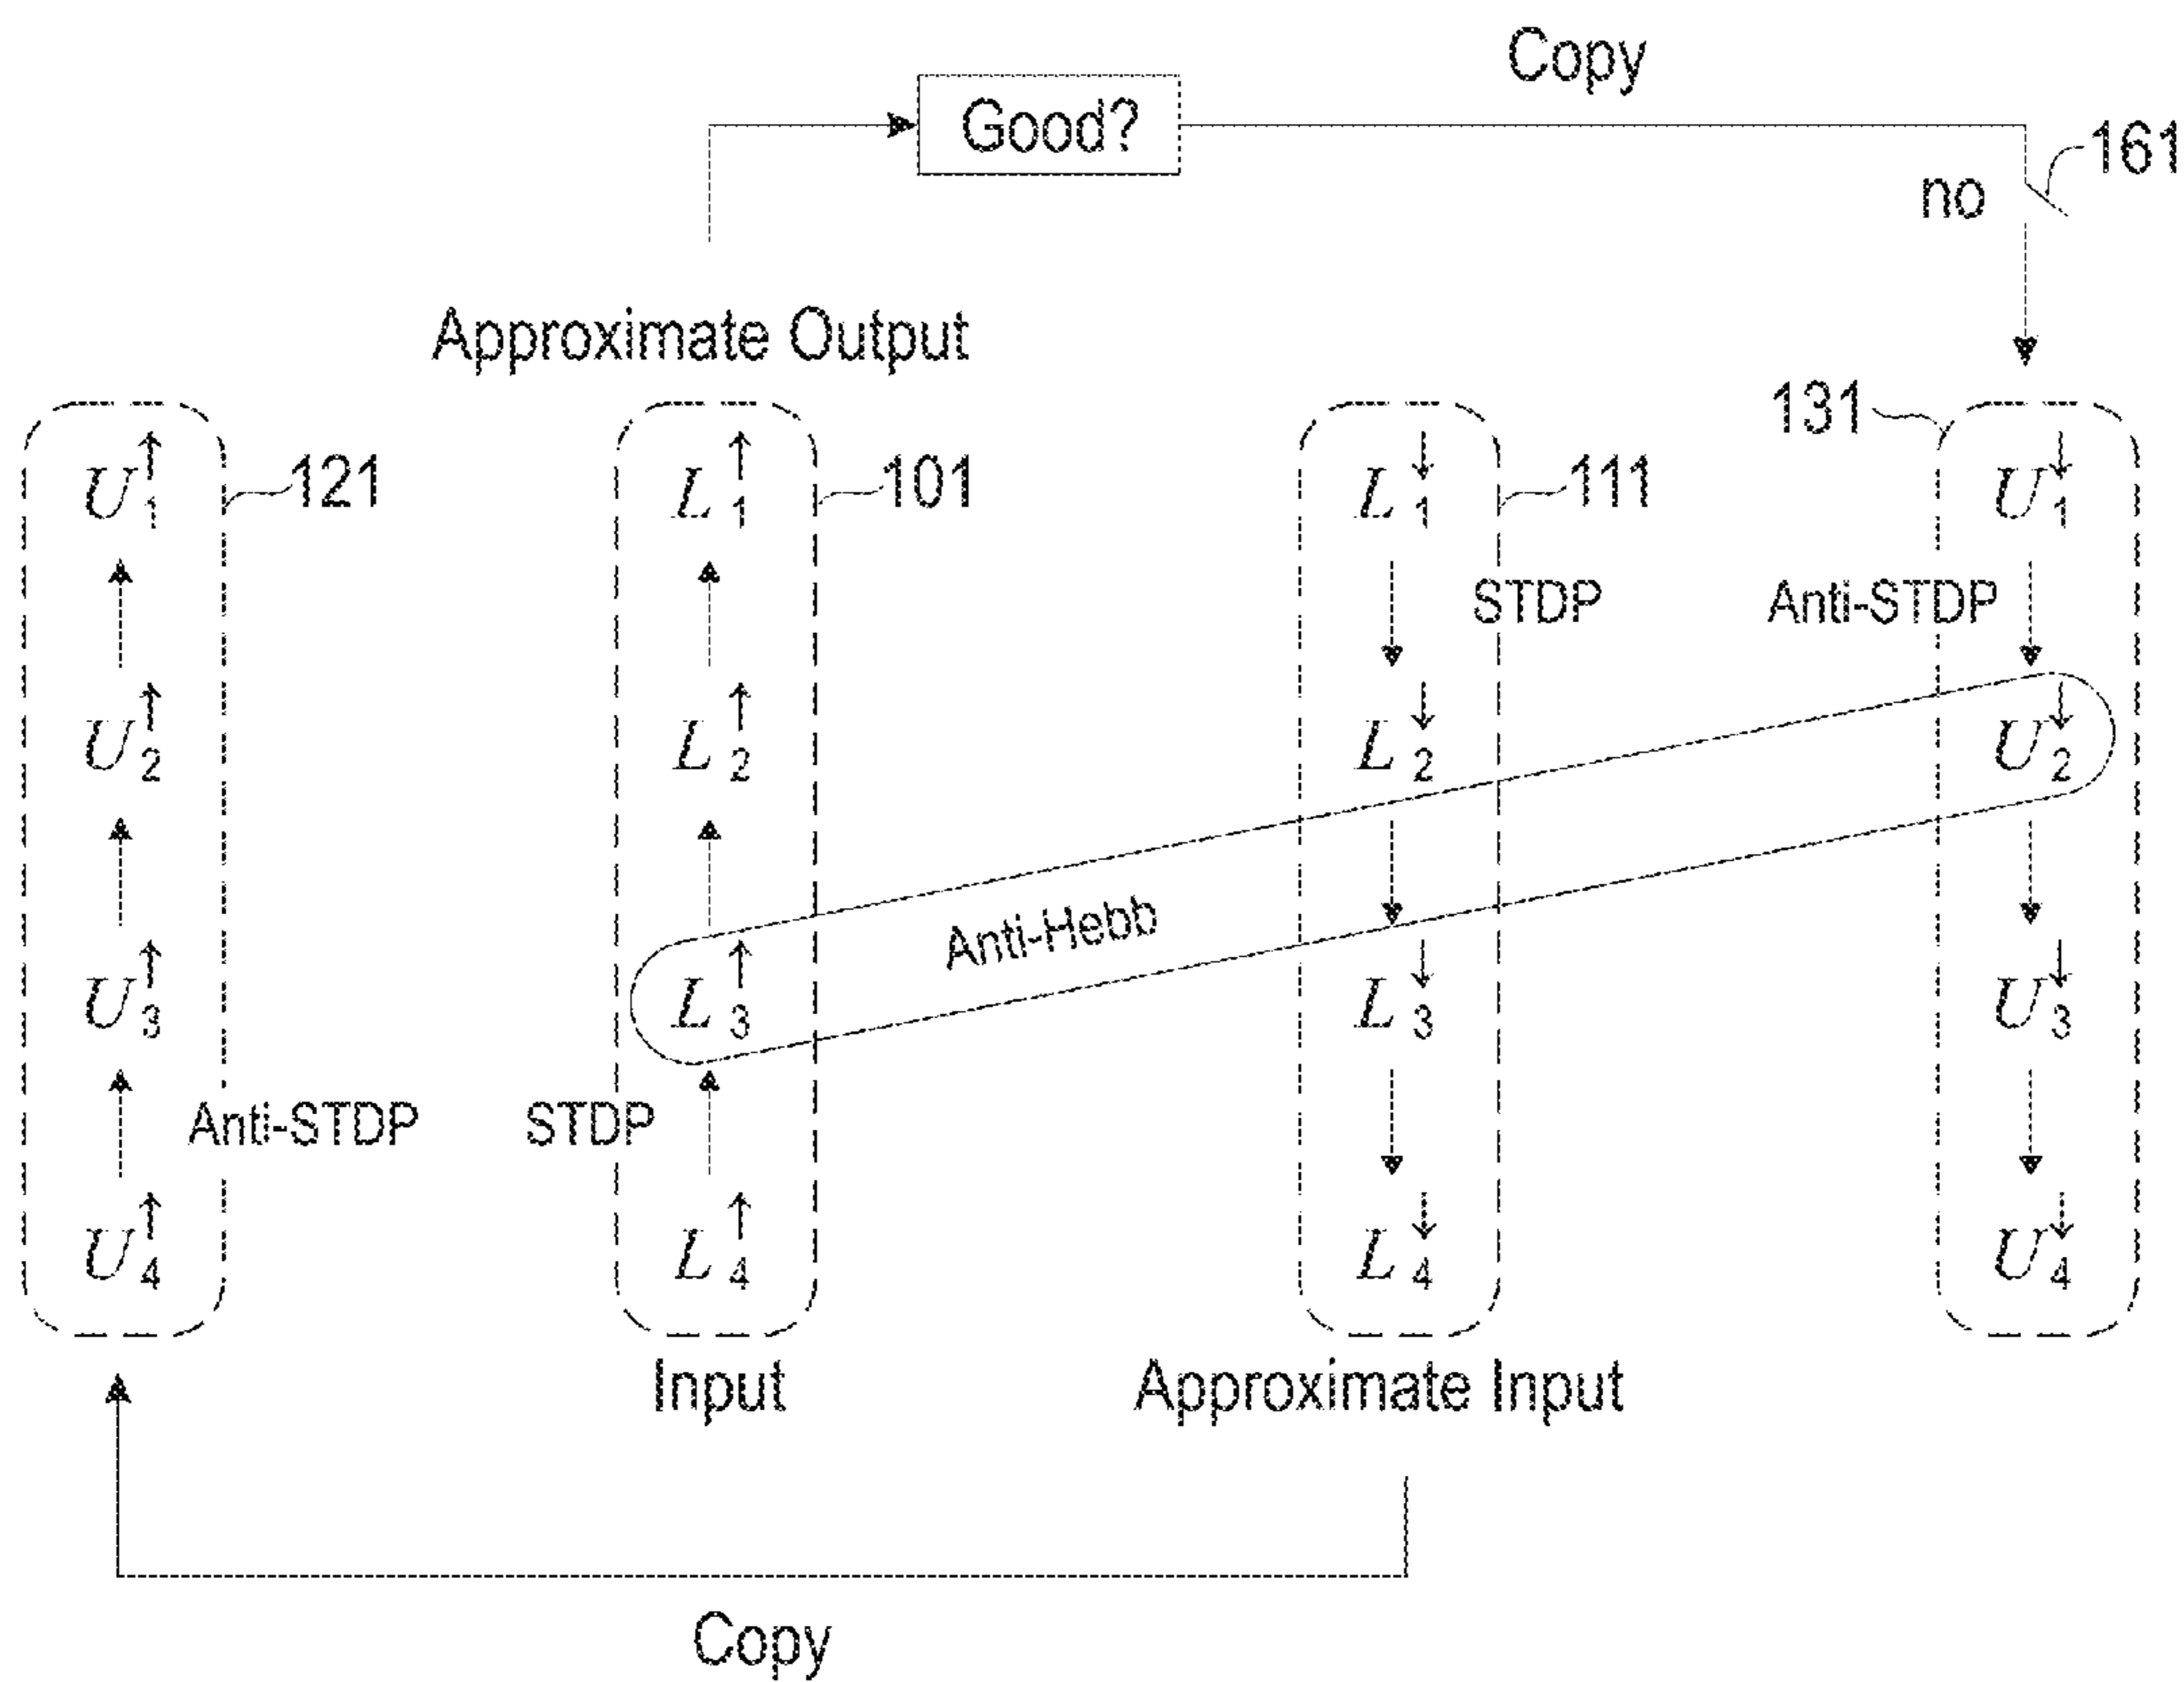 Copy
Good?
161
no
Approximate Output
131
U↑1
121
L↑1
101
L↓1
111
U↓1
STDP
Anti-STDP
U↑2
L↑2
L↓2
U↓2
Anti-Hebb
U↑3
L↑3
L↓3
U↓3
Anti-STDP
STDP
U↑4
L↑4
L↓4
U↓4
Input
Approximate Input
Copy